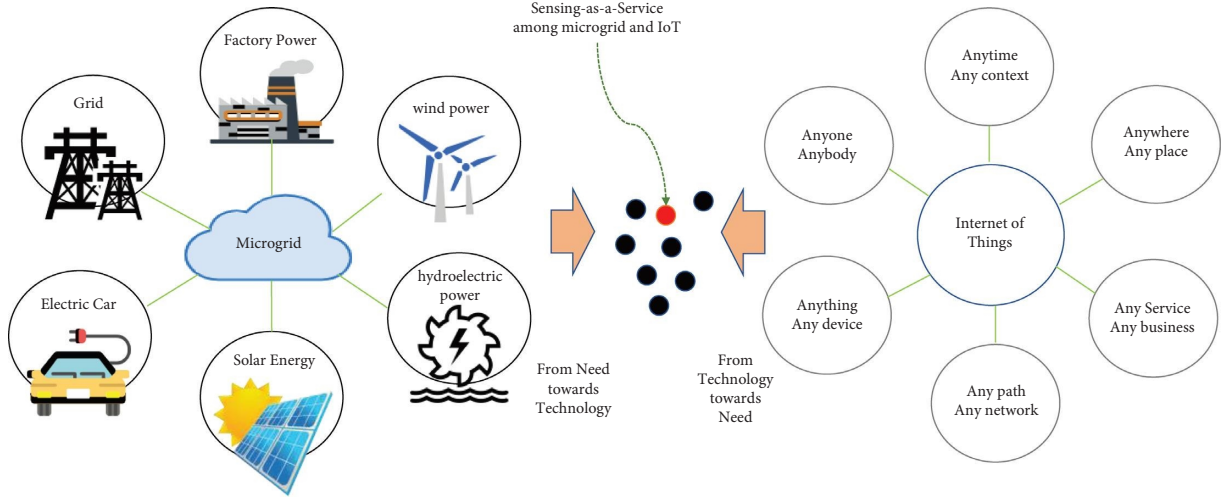 Sensing-as-a-Service
among microgrid and IoT
Factory Power
Grid
wind power
Microgrid
Electric Car
Solar Energy
hydroelectric
power
From Need
towards
Technology
From
Technology
towards
Need
Anytime
Any context
Anyone
Anybody
Anywhere
Any place
Internet of
Things
Anything
Any device
Any Service
Any business
Any path
Any network